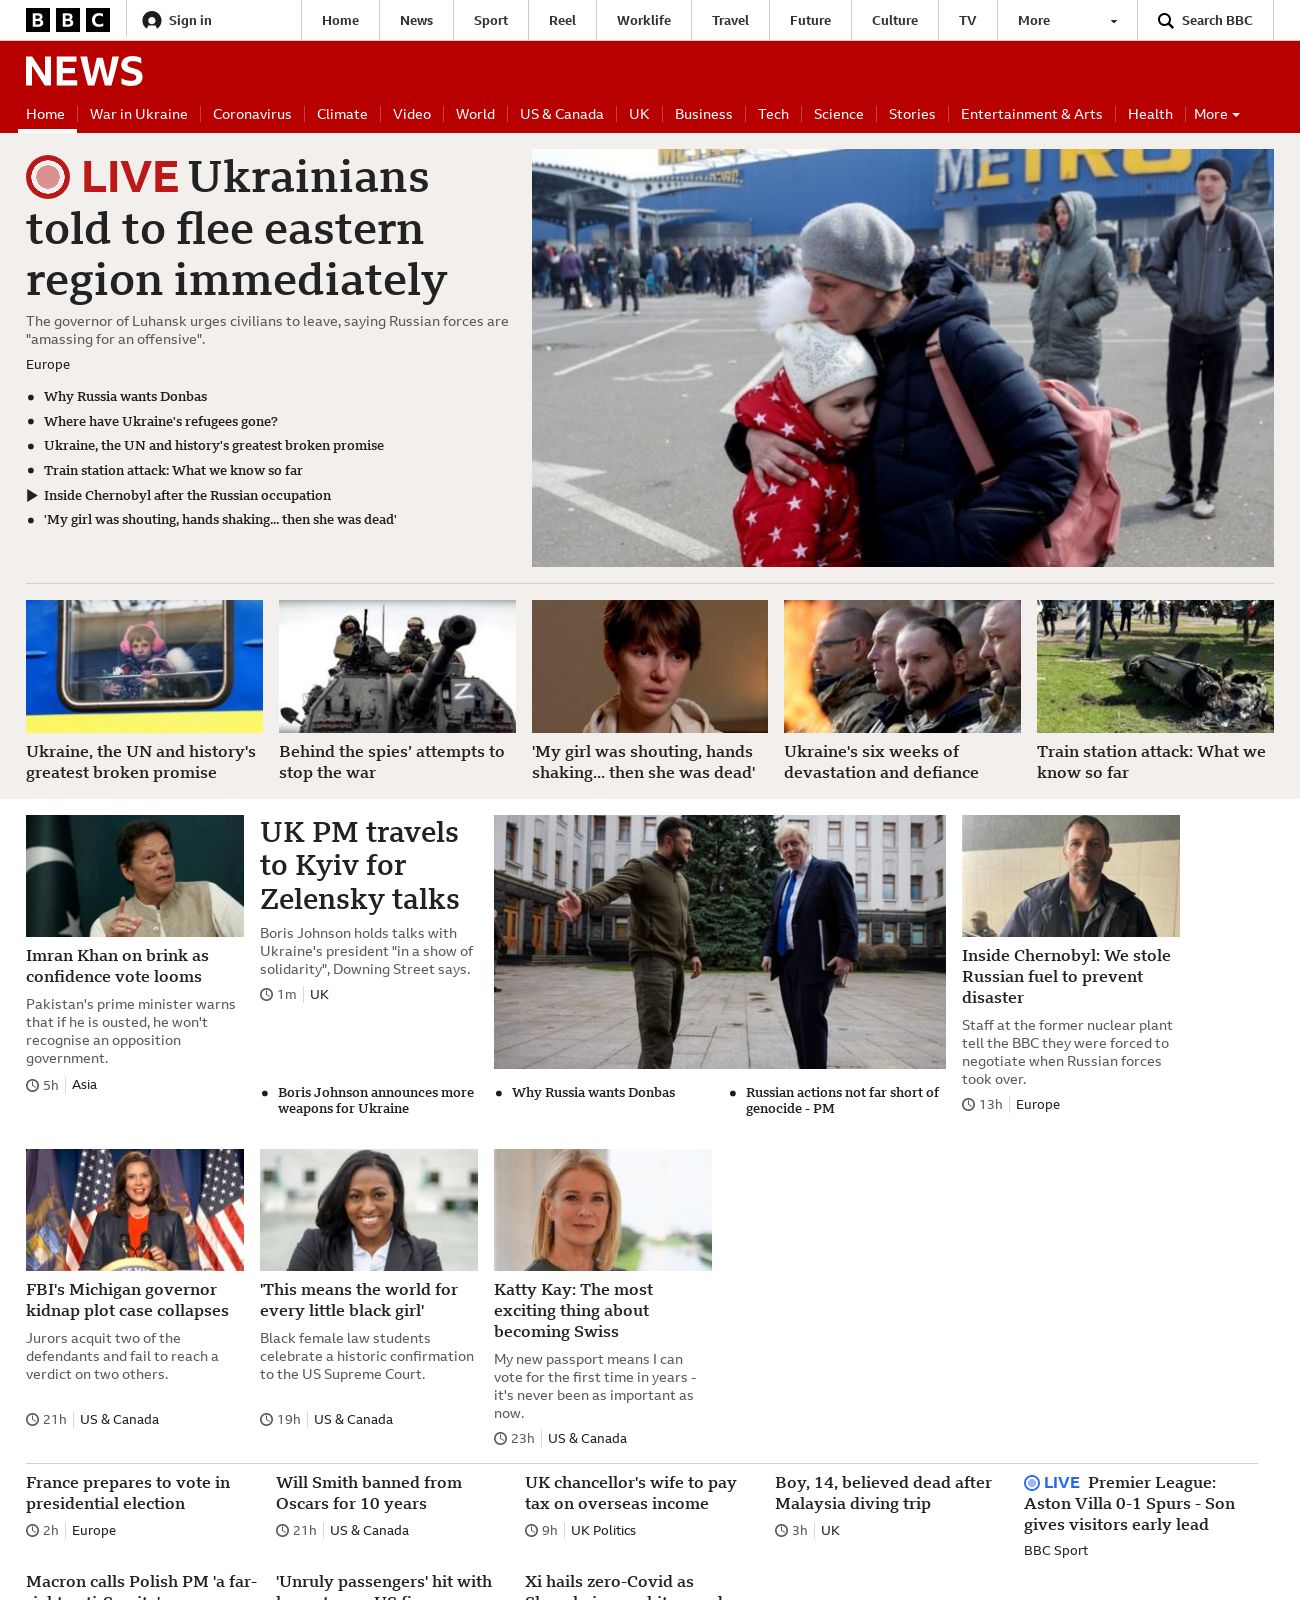 BBC
Sign in
Home
News
Sport
Reel
Worklife
Travel
Future
Culture
TV
More
Search BBC
NEWS
Home
War in Ukraine
Coronavirus
Climate
Video
World
US & Canada
UK
Business
Tech
Science
Stories
Entertainment & Arts
Health
More
LIVE Ukrainians
told to flee eastern
region immediately
The governor of Luhansk urges civilians to leave, saying Russian forces are
"amassing for an offensive".
Europe
Why Russia wants Donbas
Where have Ukraine's refugees gone?
Ukraine, the UN and history's greatest broken promise
Train station attack: What we know so far
Inside Chernobyl after the Russian occupation
'My girl was shouting, hands shaking... then she was dead'
METRO
Z
Ukraine, the UN and history's
greatest broken promise
Behind the spies’ attempts to
stop the war
'My girl was shouting, hands
shaking... then she was dead'
Ukraine's six weeks of
devastation and defiance
Train station attack: What we
know so far
Imran Khan on brink as
confidence vote looms
Pakistan's prime minister warns
that if he is ousted, he won't
recognise an opposition
government.
5h Asia
UK PM travels
to Kyiv for
Zelensky talks
Boris Johnson holds talks with
Ukraine's president "in a show of
solidarity", Downing Street says.
1m UK
Boris Johnson announces more
weapons for Ukraine
Why Russia wants Donbas
Russian actions not far short of
genocide - PM
Inside Chernobyl: We stole
Russian fuel to prevent
disaster
Staff at the former nuclear plant
tell the BBC they were forced to
negotiate when Russian forces
took over.
13h Europe
FBI's Michigan governor
kidnap plot case collapses
Jurors acquit two of the
defendants and fail to reach a
verdict on two others.
21h US & Canada
'This means the world for
every little black girl'
Black female law students
celebrate a historic confirmation
to the US Supreme Court.
19h US & Canada
Katty Kay: The most
exciting thing about
becoming Swiss
My new passport means I can
vote for the first time in years -
it's never been as important as
now.
23h US & Canada
France prepares to vote in
presidential election
2h Europe
Will Smith banned from
Oscars for 10 years
21h US & Canada
UK chancellor's wife to pay
tax on overseas income
9h UK Politics
Boy, 14, believed dead after
Malaysia diving trip
3h UK
LIVE Premier League:
Aston Villa 0-1 Spurs - Son
gives visitors early lead
BBC Sport
Macron calls Polish PM 'a far-
'Unruly passengers' hit with
Xi hails zero-Covid as